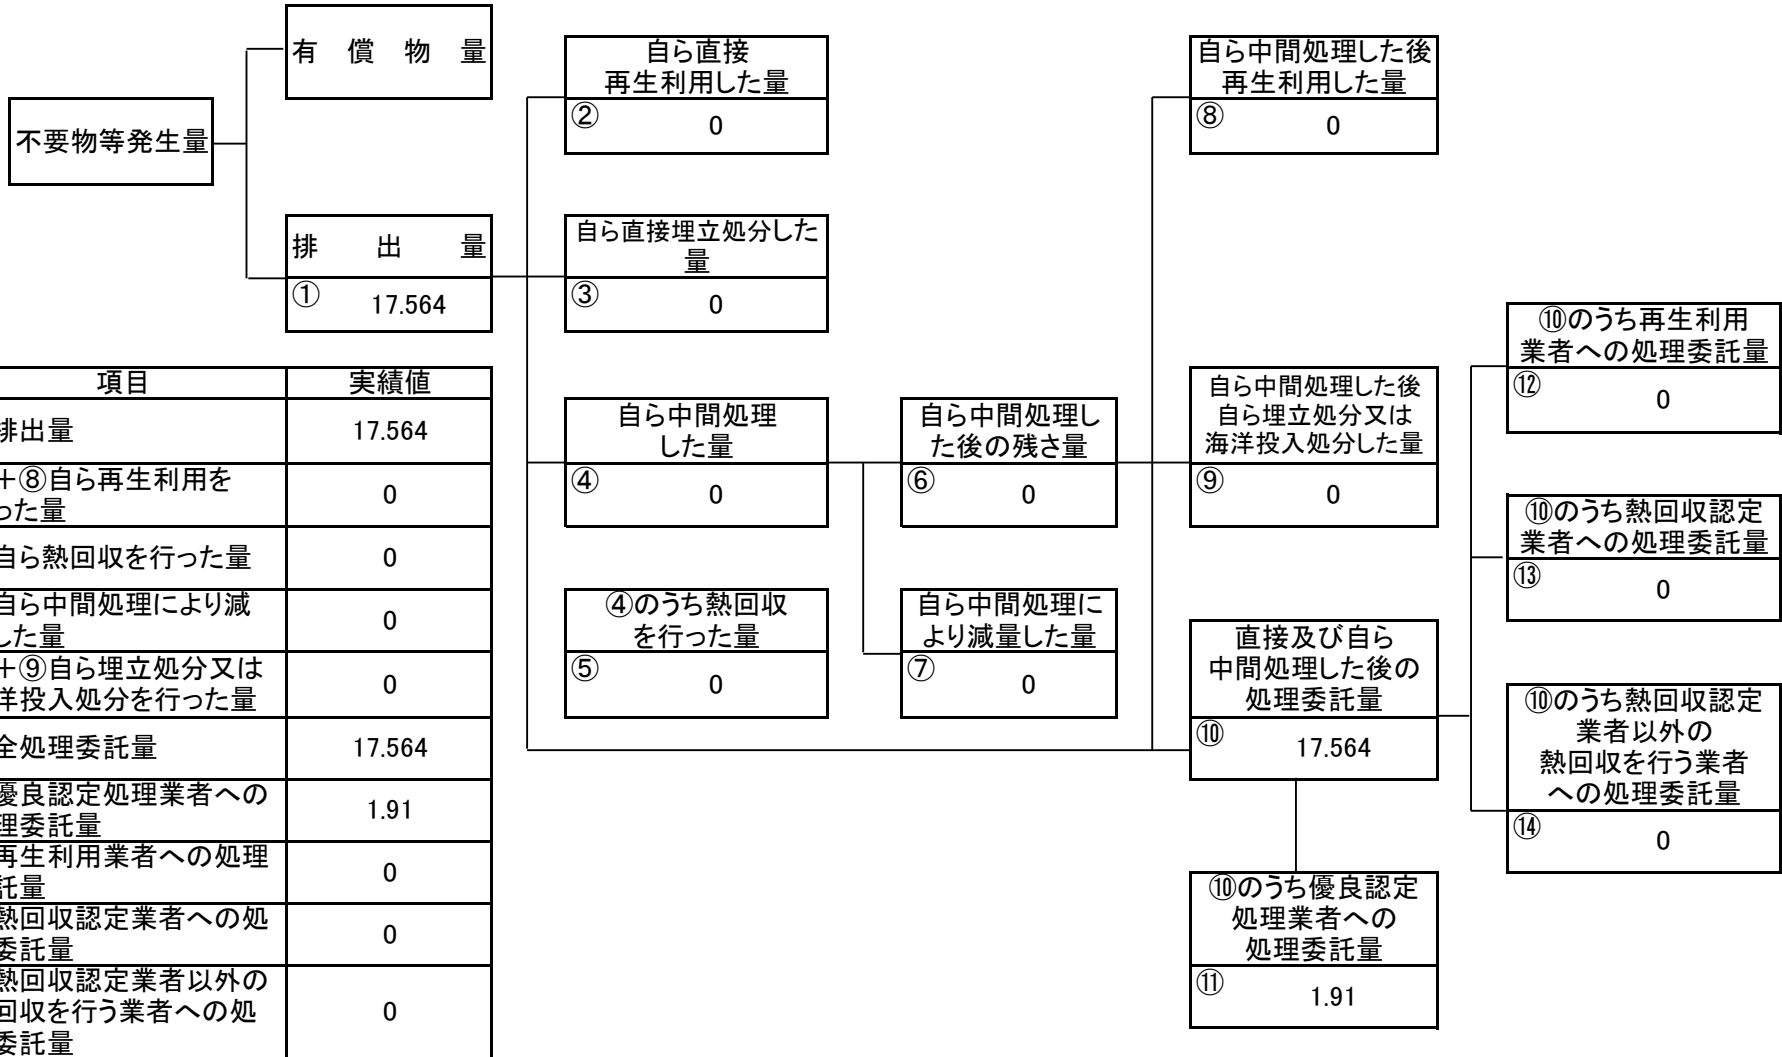 有　償　物　量
不要物等発生量
排　出　量
① 17.564
自ら直接
再生利用した量
② 0
自ら直接埋立処分した
量
③ 0
自ら中間処理
した量
④ 0
④のうち熱回収
を行った量
⑤ 0
自ら中間処理し
た後の残さ量
⑥ 0
自ら中間処理に
より減量した量
⑦ 0
自ら中間処理した後
再生利用した量
⑧ 0
自ら中間処理した後
自ら埋立処分又は
海洋投入処分した量
⑨ 0
直接及び自ら
中間処理した後の
処理委託量
⑩ 17.564
⑩のうち優良認定
処理業者への
処理委託量
⑪ 1.91
⑩のうち再生利用
業者への処理委託量
⑫ 0
⑩のうち熱回収認定
業者への処理委託量
⑬ 0
⑩のうち熱回収認定
業者以外の
熱回収を行う業者
への処理委託量
⑭ 0
項目 実績値
排出量 17.564
+⑧自ら再生利用を
った量 0
自ら熱回収を行った量 0
自ら中間処理により減
した量 0
+⑨自ら埋立処分又は
洋投入処分を行った量 0
全処理委託量 17.564
優良認定処理業者への
理委託量 1.91
再生利用業者への処理
託量 0
熱回収認定業者への処
委託量 0
熱回収認定業者以外の
回収を行う業者への処
委託量 0